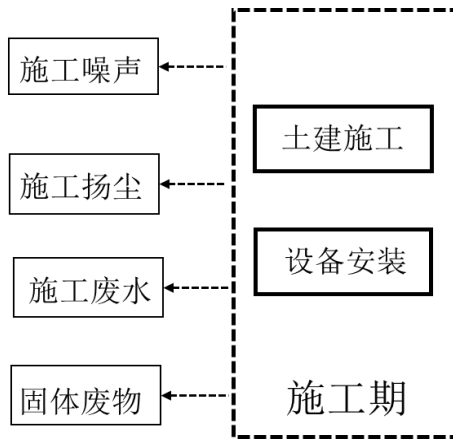 施工噪声
施工扬尘
施工废水
固体废物
土建施工
设备安装
施工期